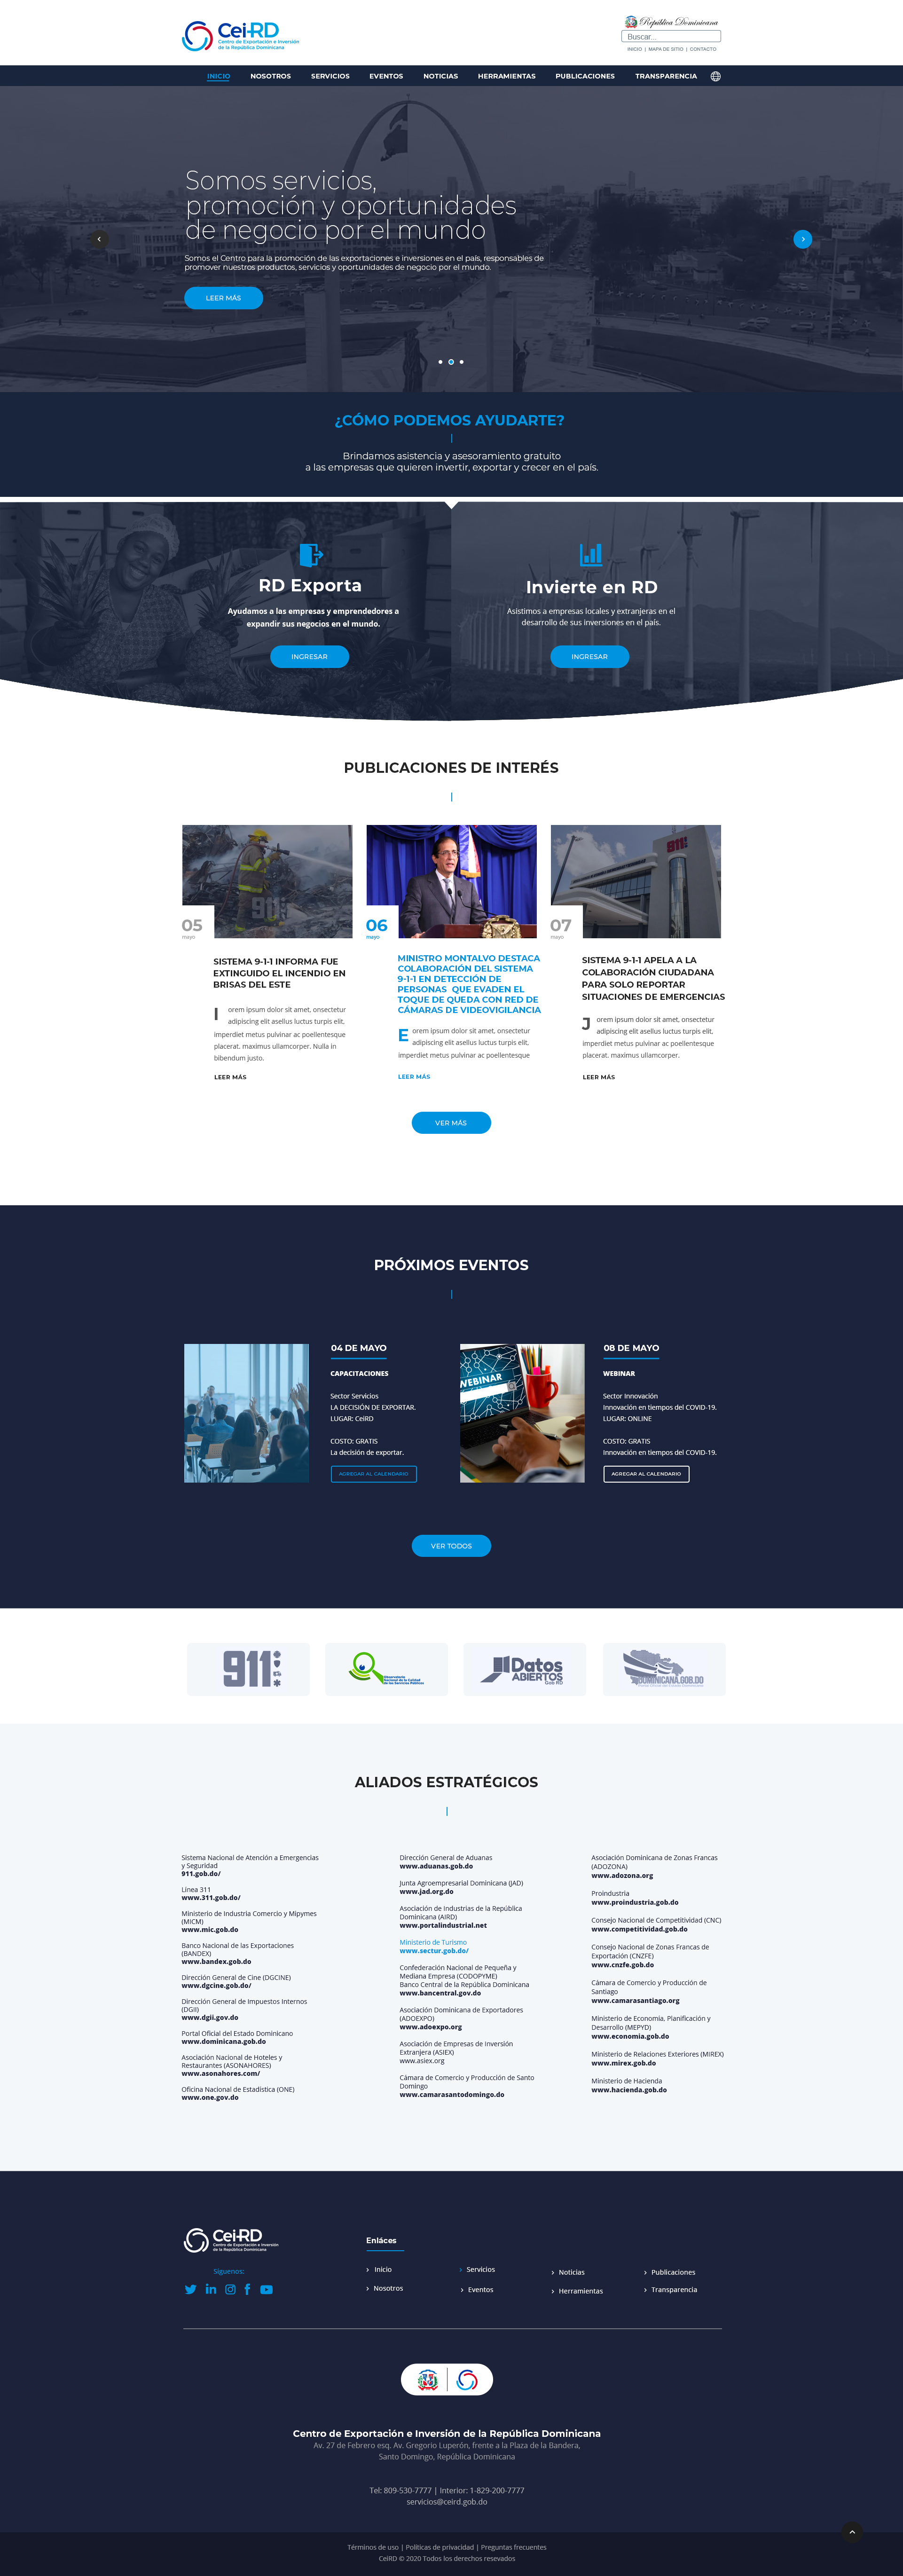 CeiRD
Centro de Exportación e Inversión
de la República Dominicana
República Dominicana
Buscar...
INICIO | MAPA DE SITIO | CONTACTO
INICIO NOSOTROS SERVICIOS EVENTOS NOTICIAS HERRAMIENTAS PUBLICACIONES TRANSPARENCIA
Somos servicios,
promoción y oportunidades
de negocio por el mundo
Somos el Centro para la promoción de las exportaciones e inversiones en el país, responsables de
promover nuestros productos, servicios y oportunidades de negocio por el mundo.
LEER MÁS
¿CÓMO PODEMOS AYUDARTE?
Brindamos asistencia y asesoramiento gratuito
a las empresas que quieren invertir, exportar y crecer en el país.
RD Exporta
Ayudamos a las empresas y emprendedores a
expandir sus negocios en el mundo.
INGRESAR
Invierte en RD
Asistimos a empresas locales y extranjeras en el
desarrollo de sus inversiones en el país.
INGRESAR
PUBLICACIONES DE INTERÉS
911
05
mayo
SISTEMA 9-1-1 INFORMA FUE
EXTINGUIDO EL INCENDIO EN
BRISAS DEL ESTE
l orem ipsum dolor sit amet, onsectetur
adipiscing elit asellus luctus turpis elit,
imperdiet metus pulvinar ac poellentesque
placerat. maximus ullamcorper. Nulla in
bibendum justo.
LEER MÁS
06
mayo
MINISTRO MONTALVO DESTACA
COLABORACIÓN DEL SISTEMA
9-1-1 EN DETECCIÓN DE
PERSONAS QUE EVADEN EL
TOQUE DE QUEDA CON RED DE
CÁMARAS DE VIDEOVIGILANCIA
E orem ipsum dolor sit amet, onsectetur
adipiscing elit asellus luctus turpis elit,
imperdiet metus pulvinar ac poellentesque
LEER MÁS
911
07
mayo
SISTEMA 9-1-1 APELA A LA
COLABORACIÓN CIUDADANA
PARA SOLO REPORTAR
SITUACIONES DE EMERGENCIAS
J orem ipsum dolor sit amet, onsectetur
adipiscing elit asellus luctus turpis elit,
imperdiet metus pulvinar ac poellentesque
placerat. maximus ullamcorper.
LEER MÁS
VER MÁS
PRÓXIMOS EVENTOS
04 DE MAYO
CAPACITACIONES
Sector Servicios
LA DECISIÓN DE EXPORTAR.
LUGAR: CeiRD
COSTO: GRATIS
La decisión de exportar.
AGREGAR AL CALENDARIO
WEBINAR
08 DE MAYO
WEBINAR
Sector Innovación
Innovación en tiempos del COVID-19.
LUGAR: ONLINE
COSTO: GRATIS
Innovación en tiempos del COVID-19.
AGREGAR AL CALENDARIO
VER TODOS
911
Observatorio
Nacional de la Calidad
de los Servicios Públicos
Datos
ABIERTOS
Gob RD
DOMINICANA.GOB.DO
ALIADOS ESTRATÉGICOS
Sistema Nacional de Atención a Emergencias
y Seguridad
911.gob.do/
Línea 311
www.311.gob.do/
Ministerio de Industria Comercio y Mipymes
(MICM)
www.mic.gob.do
Banco Nacional de las Exportaciones
(BANDEX)
www.bandex.gob.do
Dirección General de Cine (DGCINE)
www.dgcine.gob.do/
Dirección General de Impuestos Internos
(DGII)
www.dgii.gov.do
Portal Oficial del Estado Dominicano
www.dominicana.gob.do
Asociación Nacional de Hoteles y
Restaurantes (ASONAHORES)
www.asonahores.com/
Oficina Nacional de Estadística (ONE)
www.one.gov.do
Dirección General de Aduanas
www.aduanas.gob.do
Junta Agroempresarial Dominicana (JAD)
www.jad.org.do
Asociación de Industrias de la República
Dominicana (AIRD)
www.portalindustrial.net
Ministerio de Turismo
www.sectur.gob.do/
Confederación Nacional de Pequeña y
Mediana Empresa (CODOPYME)
Banco Central de la República Dominicana
www.bancentral.gov.do
Asociación Dominicana de Exportadores
(ADOEXPO)
www.adoexpo.org
Asociación de Empresas de Inversión
Extranjera (ASIEX)
www.asiex.org
Cámara de Comercio y Producción de Santo
Domingo
www.camarasantodomingo.do
Asociación Dominicana de Zonas Francas
(ADOZONA)
www.adozona.org
Proindustria
www.proindustria.gob.do
Consejo Nacional de Competitividad (CNC)
www.competitividad.gob.do
Consejo Nacional de Zonas Francas de
Exportación (CNZFE)
www.cnzfe.gob.do
Cámara de Comercio y Producción de
Santiago
www.camarasantiago.org
Ministerio de Economía, Planificación y
Desarrollo (MEPYD)
www.economia.gob.do
Ministerio de Relaciones Exteriores (MIREX)
www.mirex.gob.do
Ministerio de Hacienda
www.hacienda.gob.do
CeiRD
Centro de Exportación e Inversión
de la República Dominicana
Síguenos:
Enláces
Inicio
Nosotros
Servicios
Eventos
Noticias
Herramientas
Publicaciones
Transparencia
Centro de Exportación e Inversión de la República Dominicana
Av. 27 de Febrero esq. Av. Gregorio Luperón, frente a la Plaza de la Bandera,
Santo Domingo, República Dominicana
Tel: 809-530-7777 | Interior: 1-829-200-7777
servicios@ceird.gob.do
Términos de uso | Políticas de privacidad | Preguntas frecuentes
CeiRD © 2020 Todos los derechos resevados